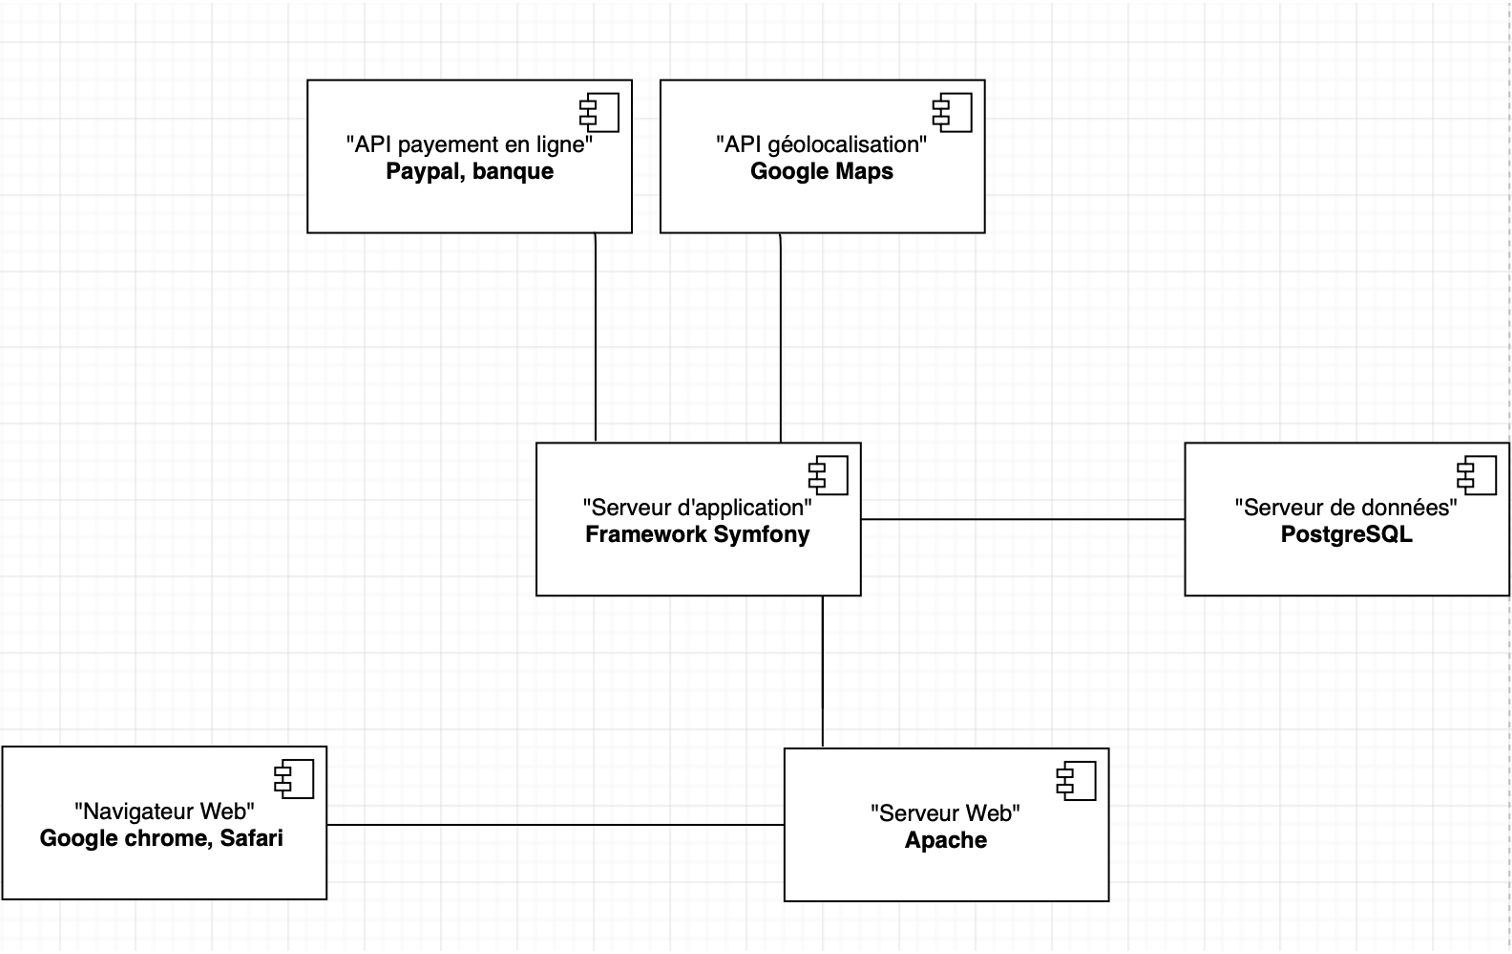 "API payement en ligne"
Paypal, banque
"API géolocalisation"
Google Maps
"Serveur d'application"
Framework Symfony
"Serveur de données"
PostgreSQL
"Navigateur Web"
Google chrome, Safari
"Serveur Web"
Apache